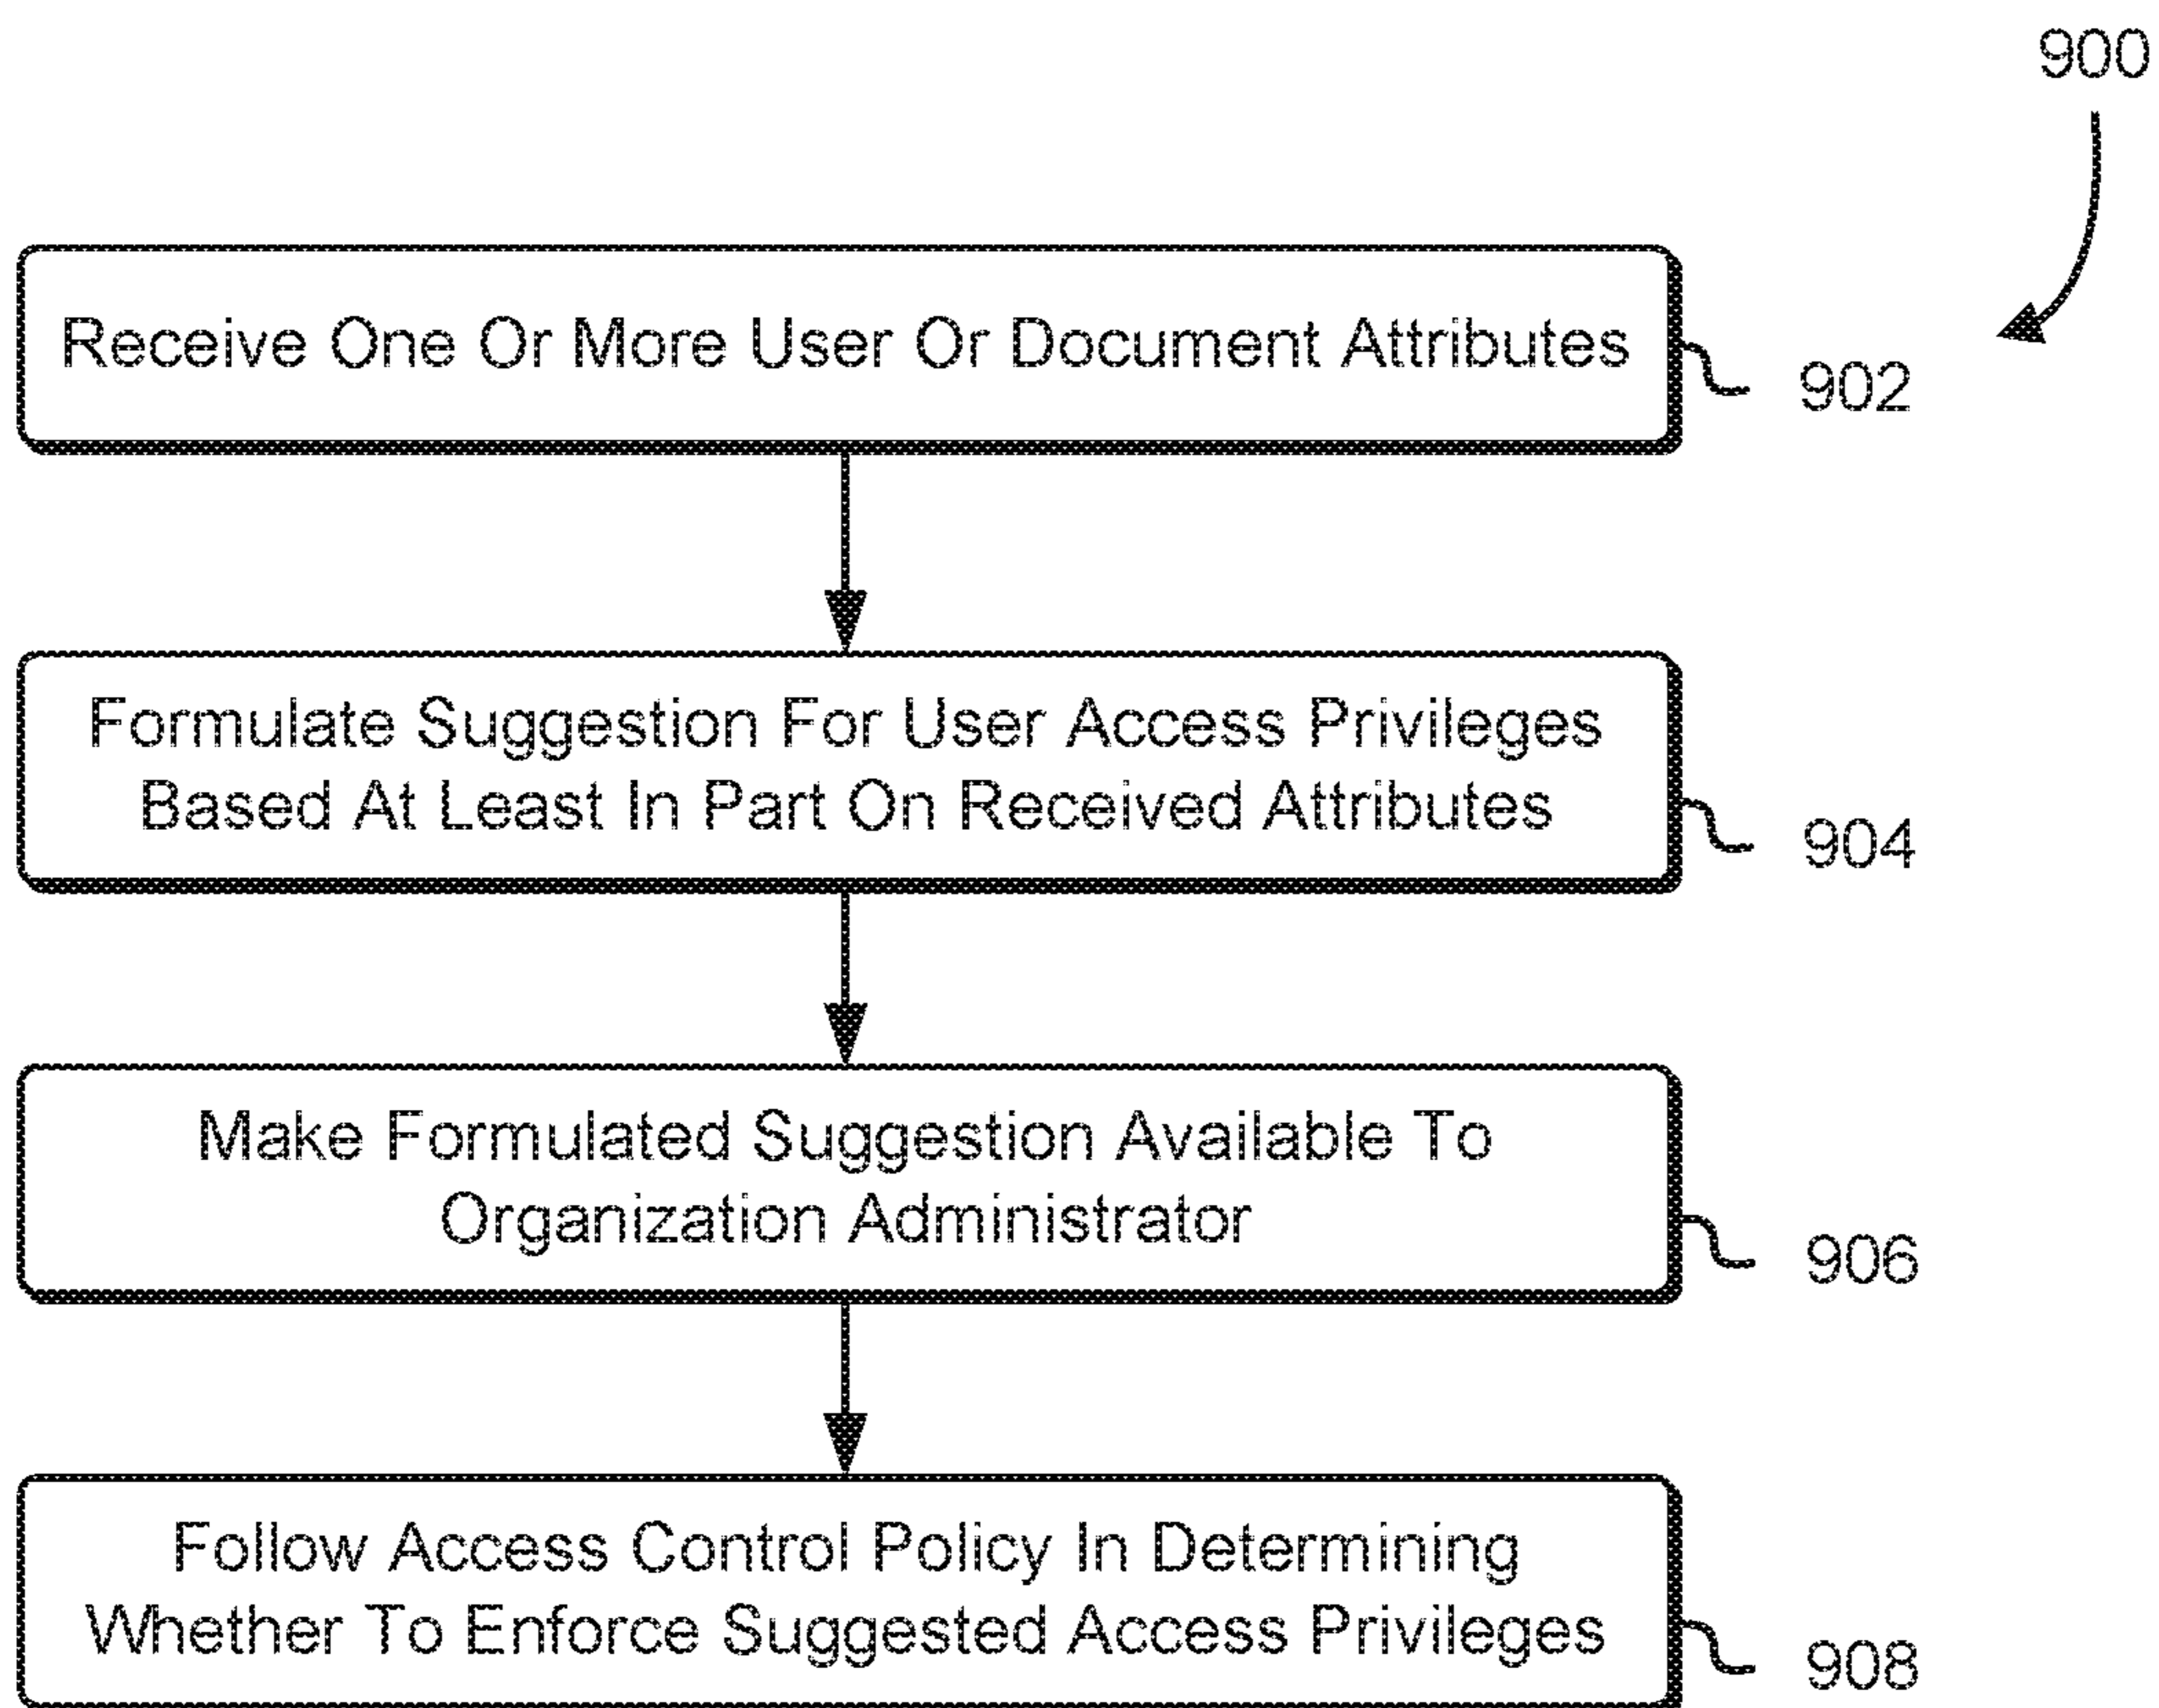 900
Receive One Or More User Or Document Attributes
902
Formulate Suggestion For User Access Privileges
Based At Least In Part On Received Attributes
904
Make Formulated Suggestion Available To
Organization Administrator
906
Follow Access Control Policy In Determining
Whether To Enforce Suggested Access Privileges
908